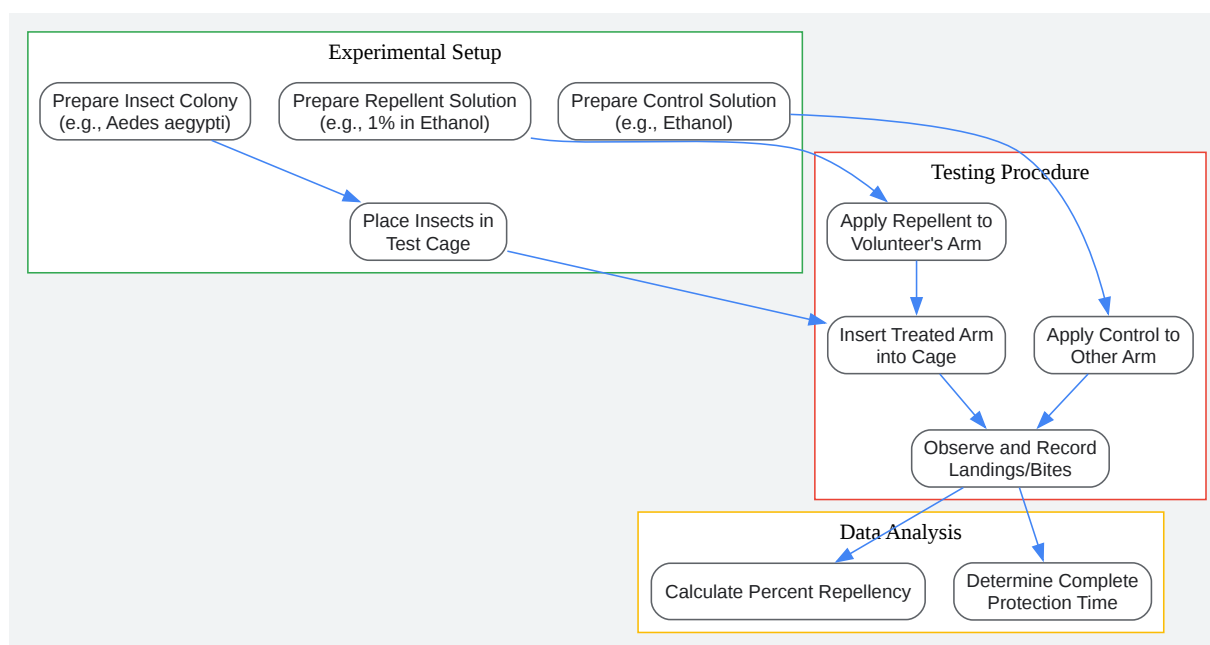 Experimental Setup
Prepare Insect Colony
(e.g., Aedes aegypti)
Prepare Repellent Solution
(e.g., 1% in Ethanol)
Prepare Control Solution
(e.g., Ethanol)
Place Insects in
Test Cage
Testing Procedure
Apply Repellent to
Volunteer's Arm
Insert Treated Arm
into Cage
Apply Control to
Other Arm
Observe and Record
Landings/Bites
Data Analysis
Calculate Percent Repellency
Determine Complete
Protection Time